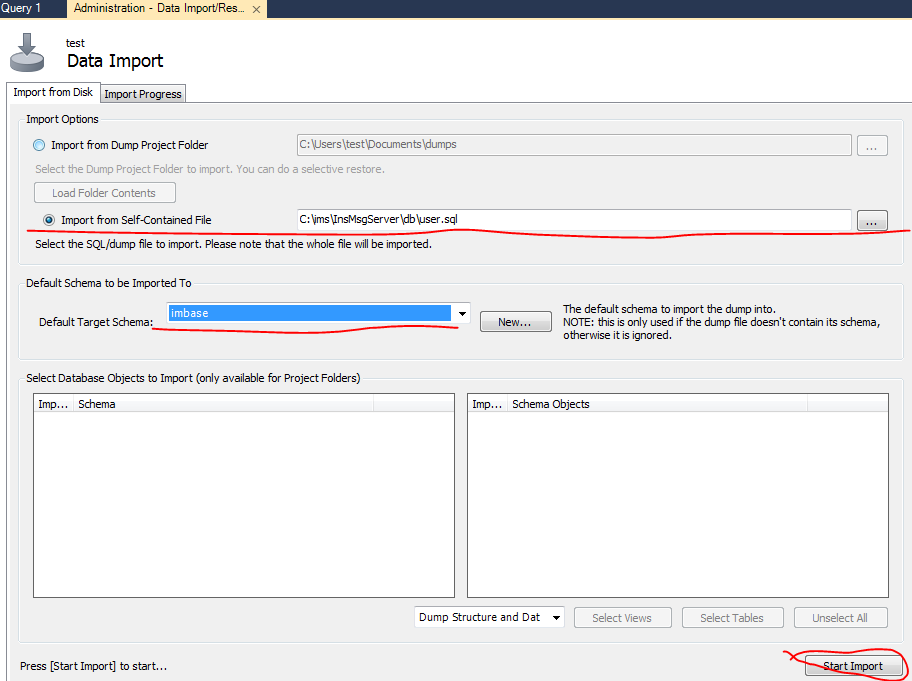 Query 1
Administration - Data Import/Res...
test
Data Import
Import from Disk
Import Progress
Import Options
Import from Dump Project Folder
C:\Users\test\Documents\dumps
...
Select the Dump Project Folder to import. You can do a selective restore.
Load Folder Contents
Import from Self-Contained File
C:\ms\InsMsgServer\db\user.sql
...
Select the SQL/dump file to import. Please note that the whole file will be imported.
Default Schema to be Imported To
Default Target Schema:
imbase
New...
The default schema to import the dump into.
NOTE: this is only used if the dump file doesn't contain its schema,
otherwise it is ignored.
Select Database Objects to Import (only available for Project Folders)
Imp... Schema
Imp... Schema Objects
Dump Structure and Dat
Select Views
Select Tables
Unselect All
Press [Start Import] to start...
Start Import